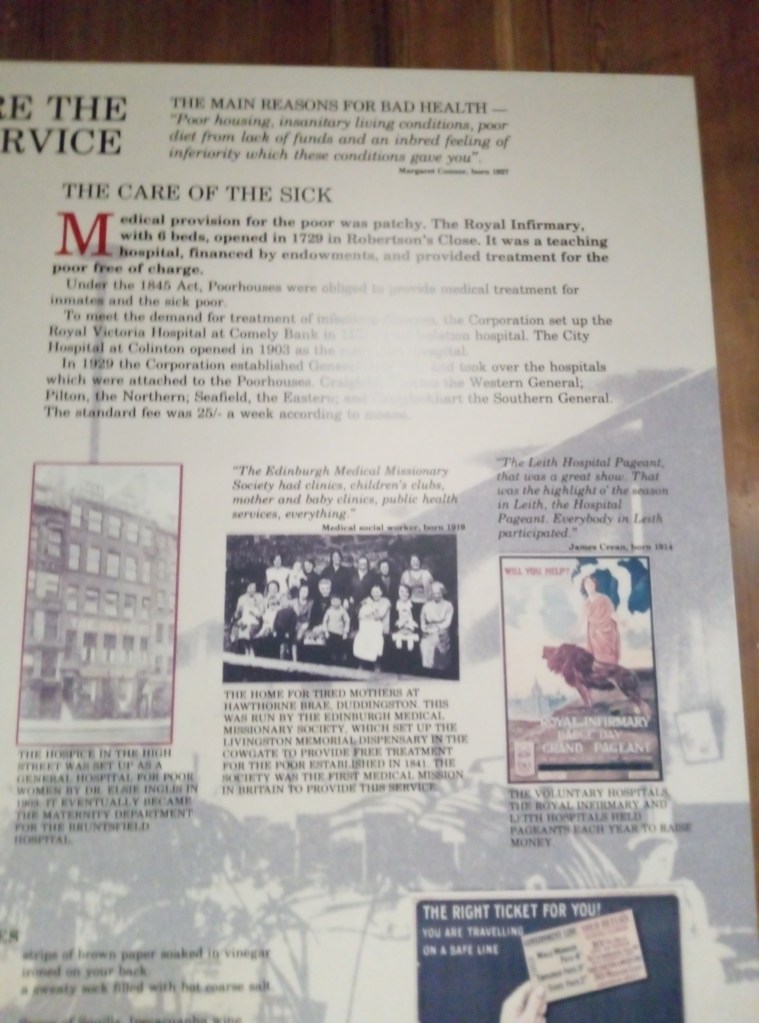 RE THE
RVICE
THE MAIN REASONS FOR BAD HEALTH —
"Poor housing, insanitary living conditions, poor
diet from lack of funds and an inbred feeling of
inferiority which these conditions gave you".
Margaret born
THE CARE OF THE SICK
Medical provision for the poor was patchy. The Royal Infirmary,
with 6 beds, opened in 1729 in Robertson's Close. It was a teaching
hospital, financed by endowments, and provided treatment for the
poor free of charge.
Under the 1845 Act, Poorhouses were obliged to provide medical treatment for
inmates and the sick poor.
To meet the demand for treatment of the Corporation set up the
Royal Victoria Hospital at Comely Bank in hospital. The City
Hospital at Colinton opened in 1903 as the hospital.
In 1929 the Corporation established General and took over the hospitals
which were attached to the Poorhouses. the Western General;
Pilton, the Northern; Seafield, the Eastern; and the Southern General.
The standard fee was 25/- a week according to means.
"The Edinburgh Medical Missionary
Society had clinics, children's clubs,
mother and baby clinics, public health
services, everything."
Medical social worker, born 1919
"The Leith Hospital Pageant,
that was a great show. That
was the highlight o' the season
in Leith, the Hospital
Pageant. Everybody in Leith
participated."
James Crean, born 1914
WILL YOU HELP?
ROYAL INFIRMARY
DAY
GRAND PAGEANT
THE HOSPICE IN THE HIGH
STREET WAS SET UP AS A
GENERAL HOSPITAL FOR POOR
WOMEN BY DR. ELSIE INGLIS IN
IT EVENTUALLY BECAME
THE MATERNITY DEPARTMENT
FOR THE BRUNTSFIELD
HOSPITAL.
THE HOME FOR TIRED MOTHERS AT
HAWTHORNE BRAE, DUDDINGSTON. THIS
WAS RUN BY THE EDINBURGH MEDICAL
MISSIONARY SOCIETY, WHICH SET UP THE
LIVINGSTON MEMORIAL DISPENSARY IN THE
COWGATE TO PROVIDE FREE TREATMENT
FOR THE POOR ESTABLISHED IN 1841. THE
SOCIETY WAS THE FIRST MEDICAL MISSION
IN BRITAIN TO PROVIDE THIS SERVICE.
THE VOLUNTARY HOSPITALS,
THE ROYAL INFIRMARY AND
LEITH HOSPITALS HELD
PAGEANTS EACH YEAR TO RAISE
MONEY.
THE RIGHT TICKET FOR YOU!
YOU ARE TRAVELLING
ON A SAFE LINE
ES
strips of brown paper soaked in vinegar
ironed on your back.
a sweaty sock filled with hot coarse salt.
Ipecacuanha wine